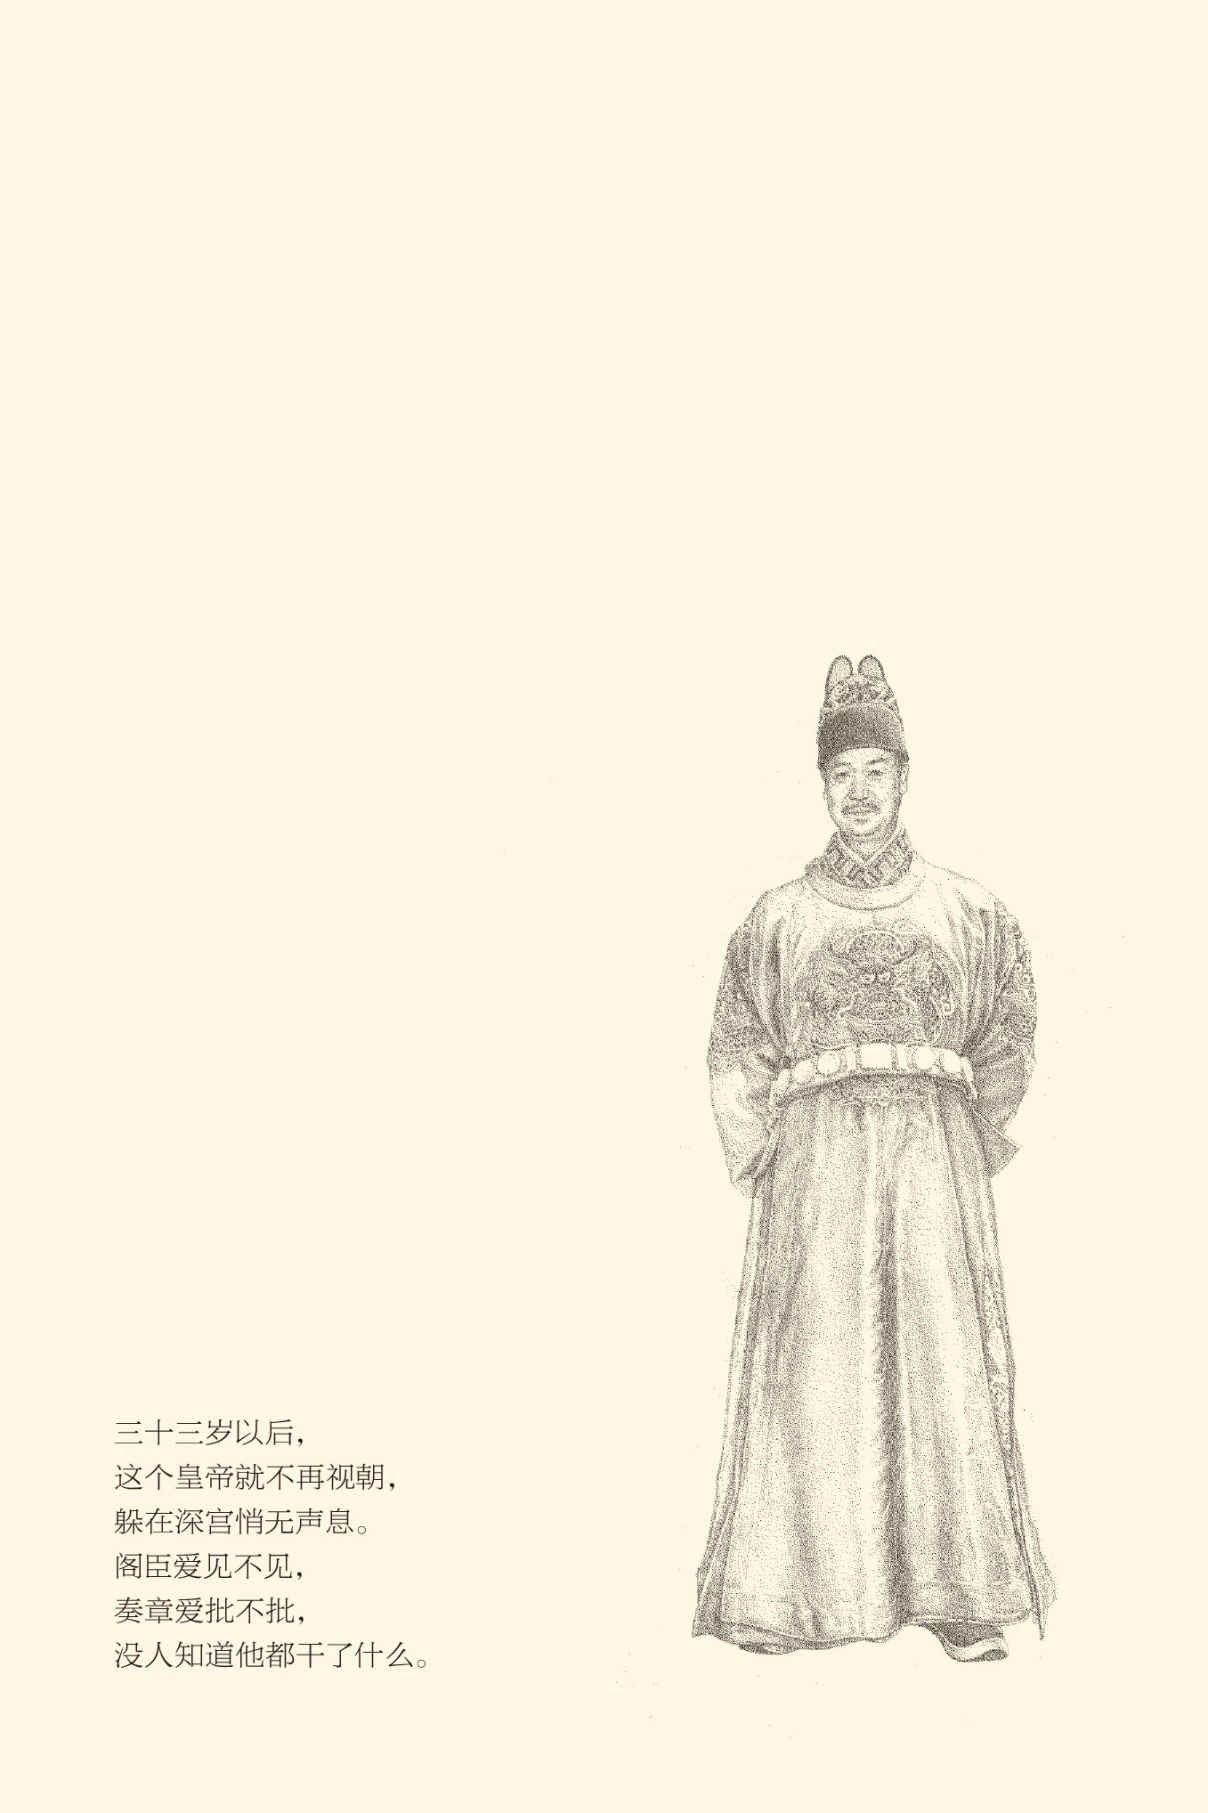 三十三岁以后，
这个皇帝就不再视朝，
躲在深宫悄无声息。
阁臣爱见不见，
奏章爱批不批，
没人知道他都干了什么。